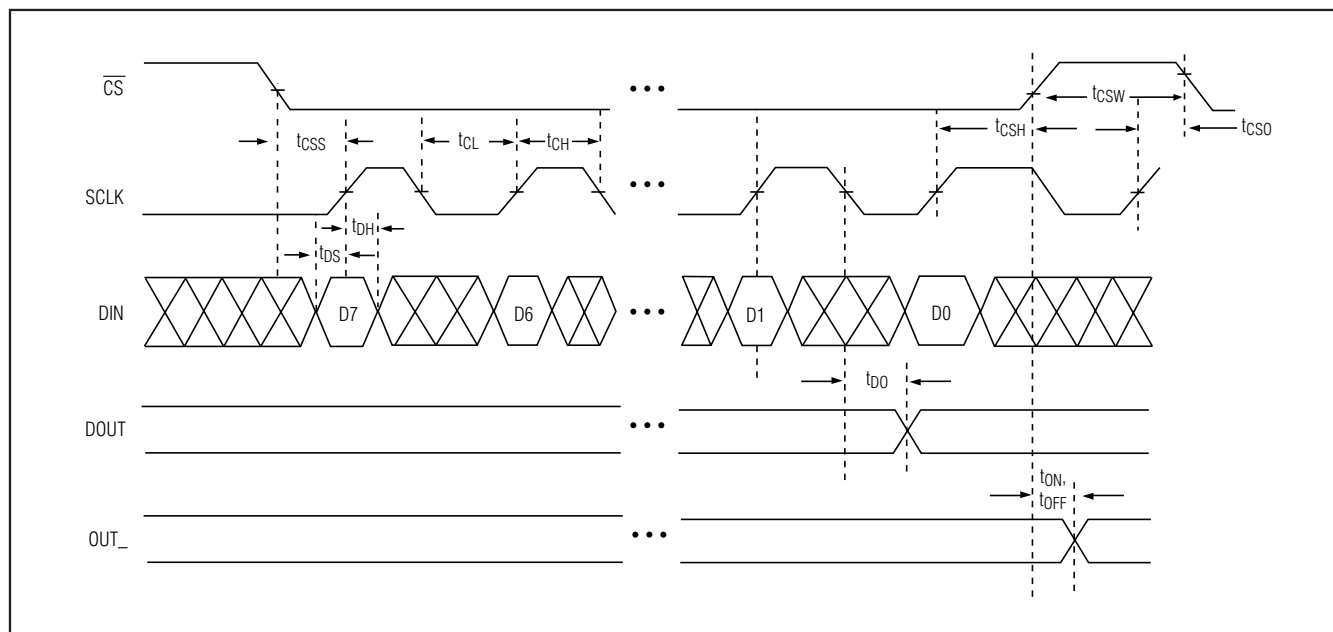 CS
tCSS
tCL
tCH
tCSH
tCSW
tCSO
SCLK
tDH
tDS
DIN
D7
D6
D1
D0
tDO
DOUT
tON,
tOFF
OUT_